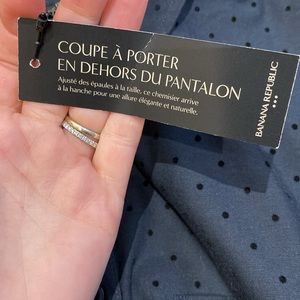 COUPE À PORTER
EN DEHORS DU PANTALON
Ajusté des épaules à la taille, ce chemisier arrive
à la hanche pour une allure élégante et naturelle.
BANANA REPUBLIC